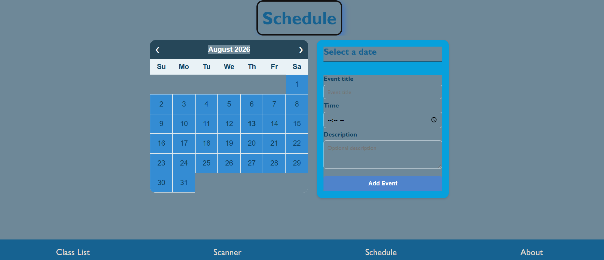 Schedule
❮ August 2026 ❯
Su Mo Tu We Th Fr Sa
1
2 3 4 5 6 7 8
9 10 11 12 13 14 15
16 17 18 19 20 21 22
23 24 25 26 27 28 29
30 31
Select a date
Event title
Time
--:-- --
Description
Add Event
Class List Scanner Schedule About